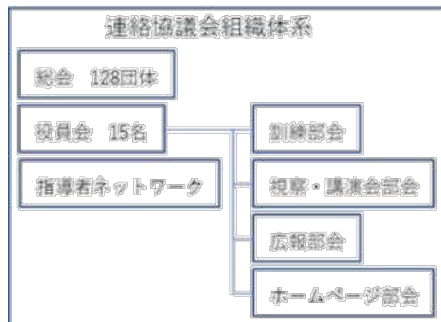 連絡協議会組織体系
総会 128団体
役員会 15名
指導者ネットワーク
訓練部会
視察・講演会部会
広報部会
ホームページ部会